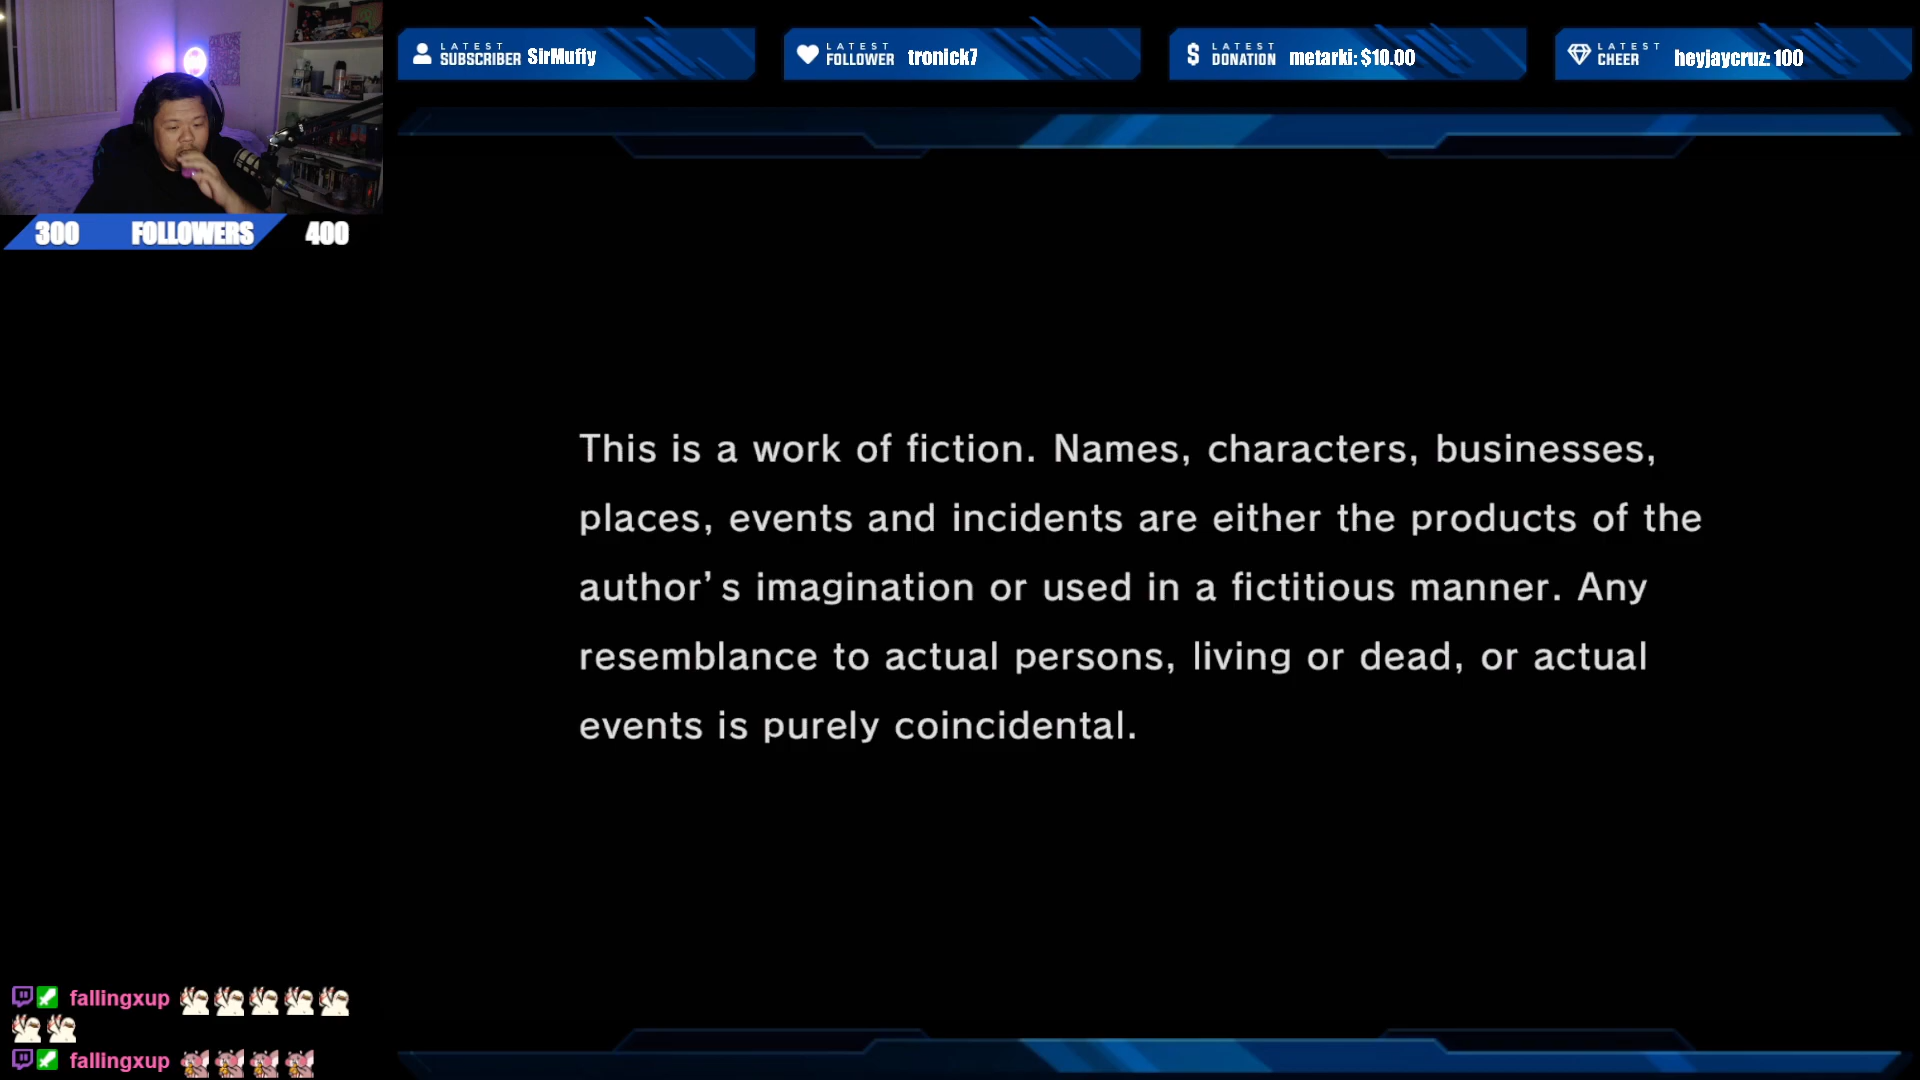 LATEST
SUBSCRIBER SirMuffy
LATEST
FOLLOWER tronick7
LATEST
DONATION metarki: $10.00
LATEST
CHEER heyjaycruz: 100
300 FOLLOWERS 400
This is a work of fiction. Names, characters, businesses,
places, events and incidents are either the products of the
author’s imagination or used in a fictitious manner. Any
resemblance to actual persons, living or dead, or actual
events is purely coincidental.
fallingxup
fallingxup